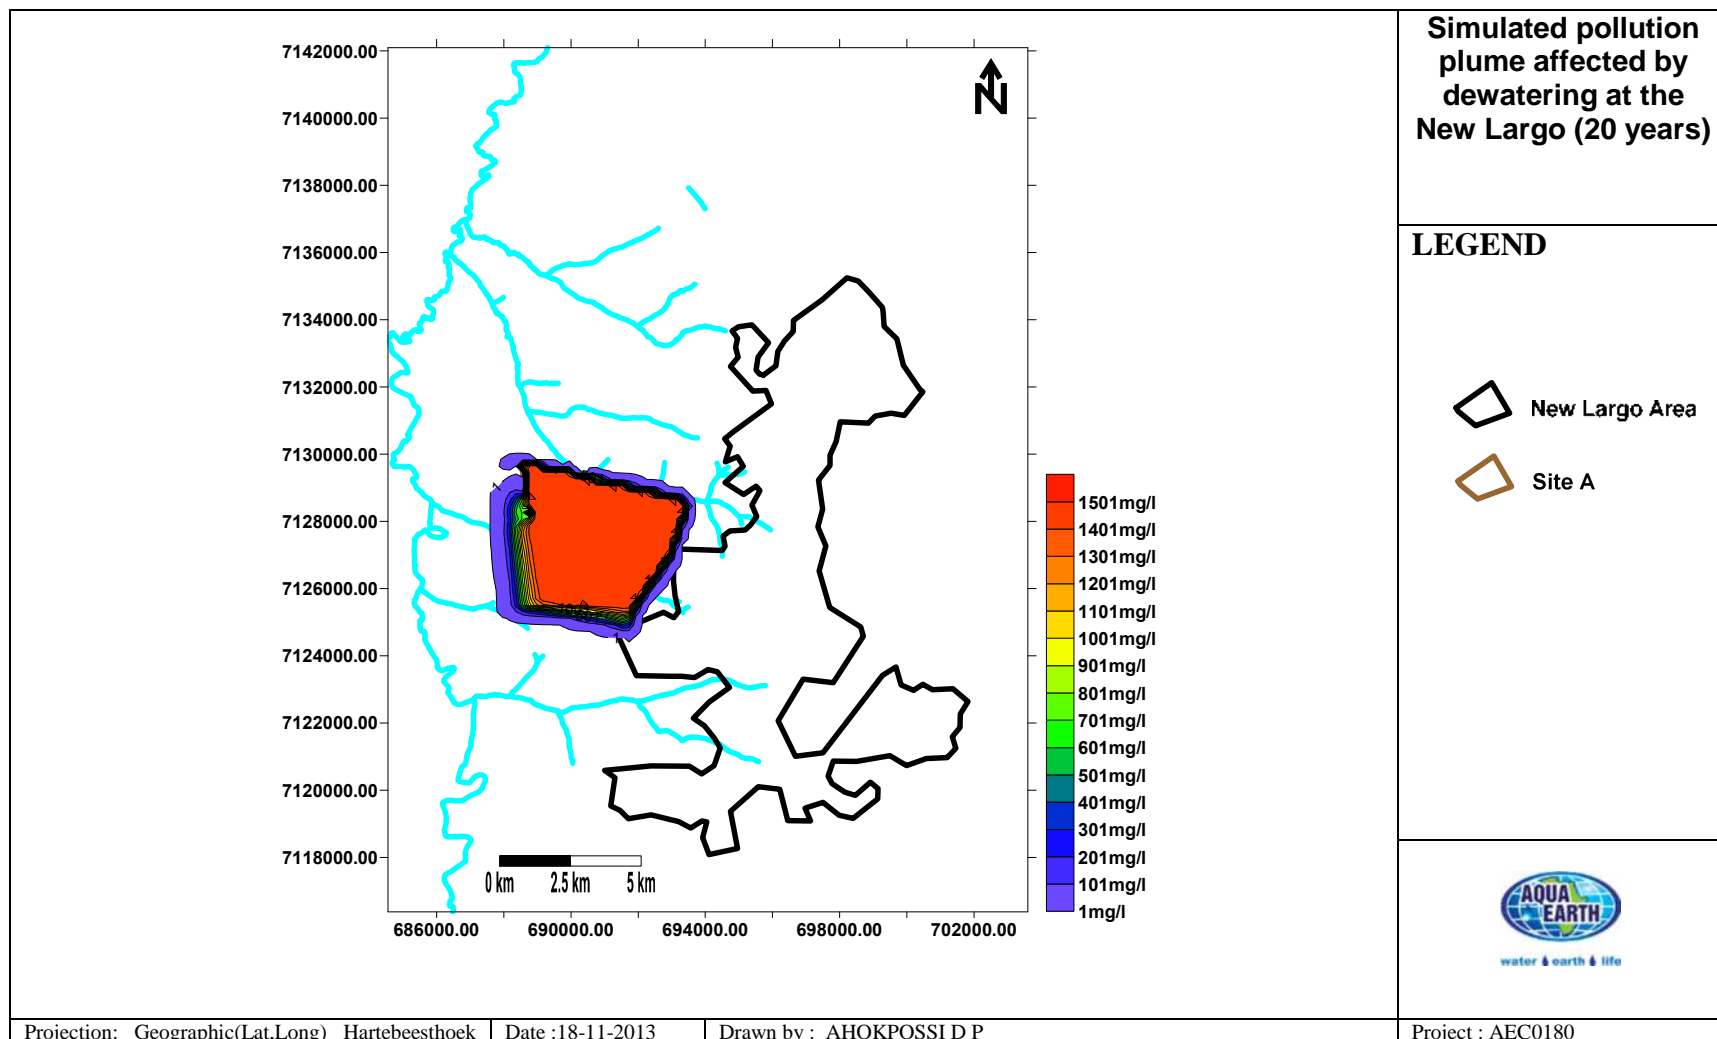 Simulated pollution
plume affected by
dewatering at the
New Largo (20 years)
LEGEND
New Largo Area
Site A
N
7142000.00
7140000.00
7138000.00
7136000.00
7134000.00
7132000.00
7130000.00
7128000.00
7126000.00
7124000.00
7122000.00
7120000.00
7118000.00
686000.00
690000.00
694000.00
698000.00
702000.00
0 km
2.5 km
5 km
1501mg/l
1401mg/l
1301mg/l
1201mg/l
1101mg/l
1001mg/l
901mg/l
801mg/l
701mg/l
601mg/l
501mg/l
401mg/l
301mg/l
201mg/l
101mg/l
1mg/l
AQUA
EARTH
water earth life
Projection: Geographic(Lat,Long) Hartebeesthoek
Date :18-11-2013
Drawn by : AHOKPOSSI D P
Project : AEC0180